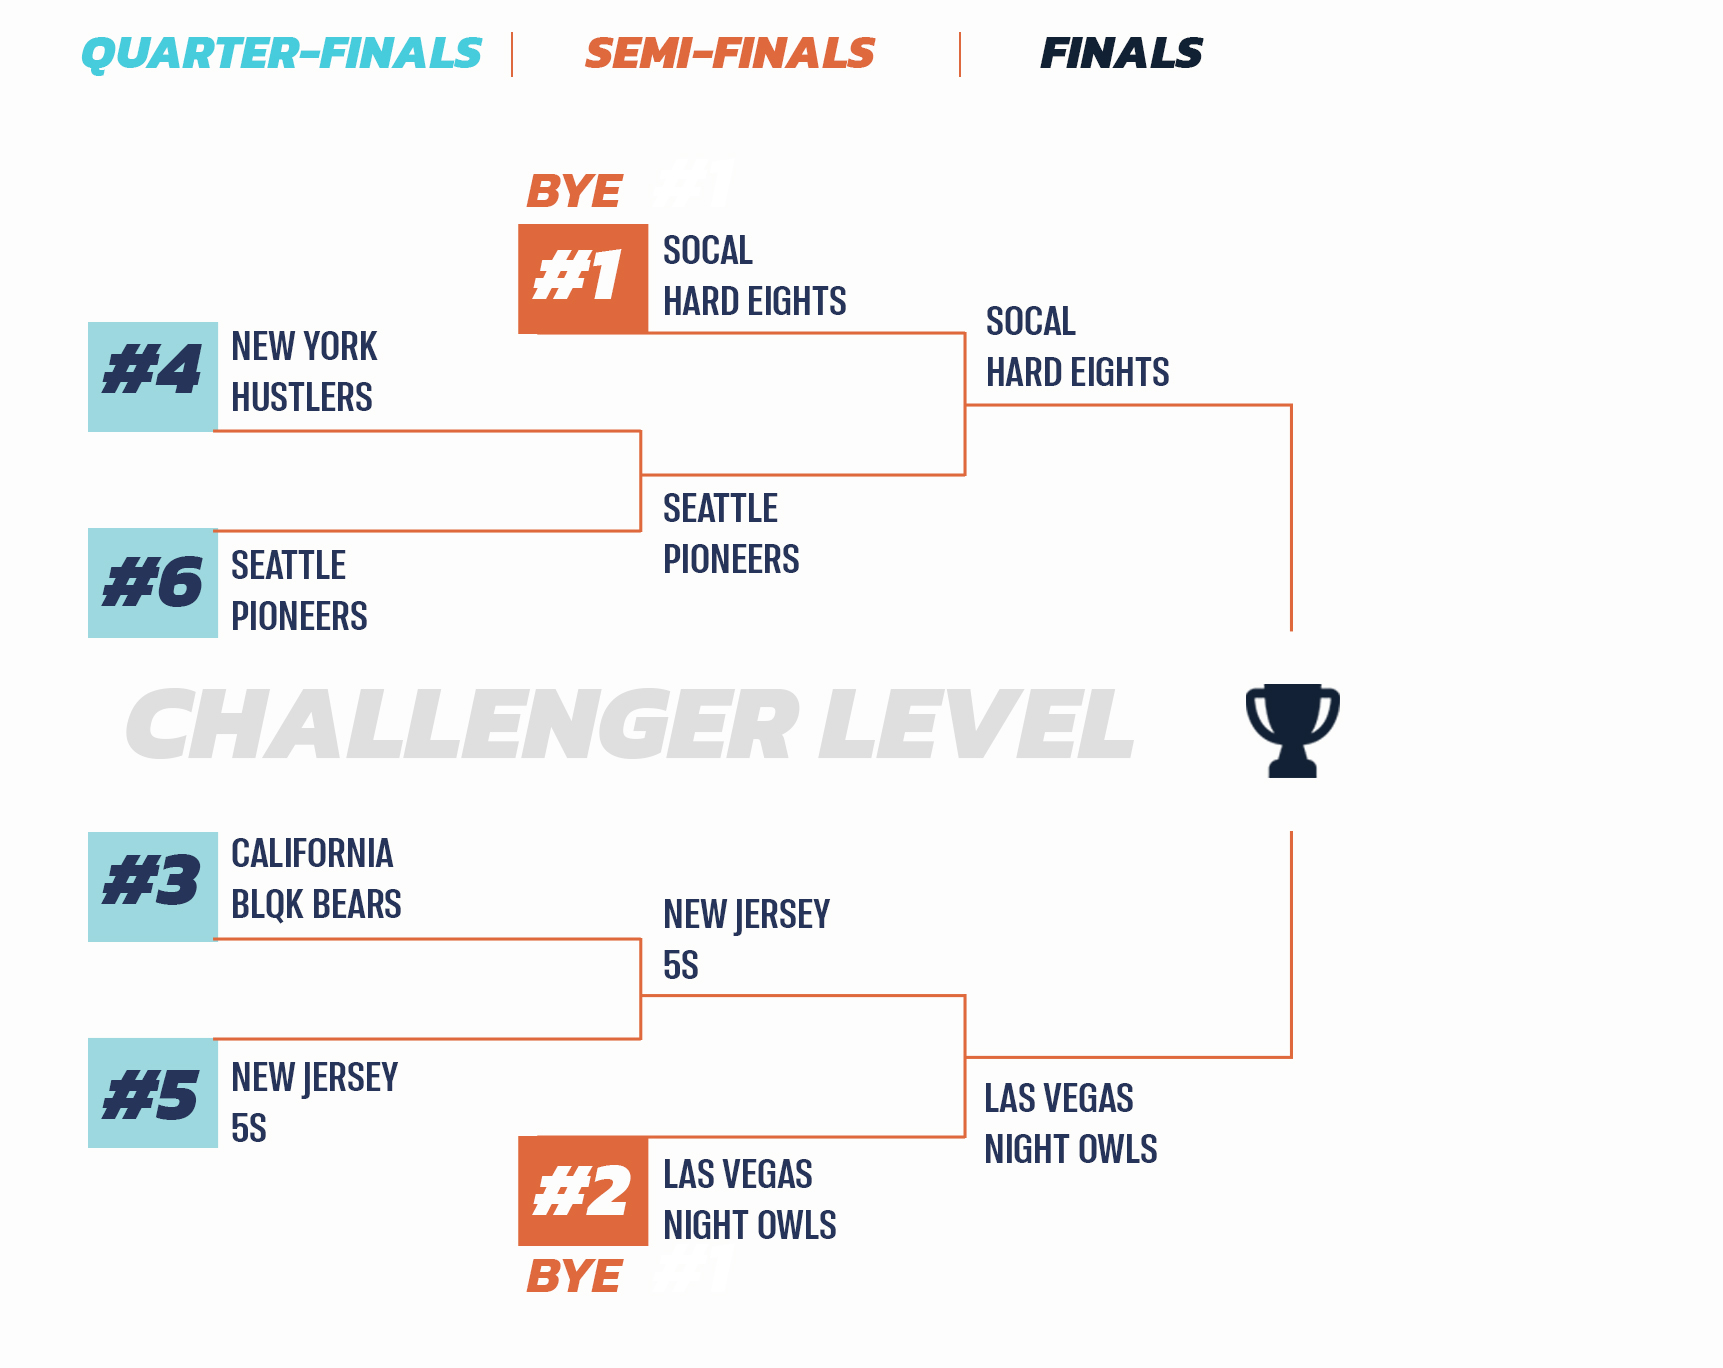 QUARTER-FINALS
SEMI-FINALS
FINALS
BYE #1
#1
SOCAL
HARD EIGHTS
SOCAL
HARD EIGHTS
#4
NEW YORK
HUSTLERS
SEATTLE
PIONEERS
#6
SEATTLE
PIONEERS
CHALLENGER LEVEL
#3
CALIFORNIA
BLQK BEARS
NEW JERSEY
5S
#5
NEW JERSEY
5S
LAS VEGAS
NIGHT OWLS
#2
LAS VEGAS
NIGHT OWLS
BYE #1